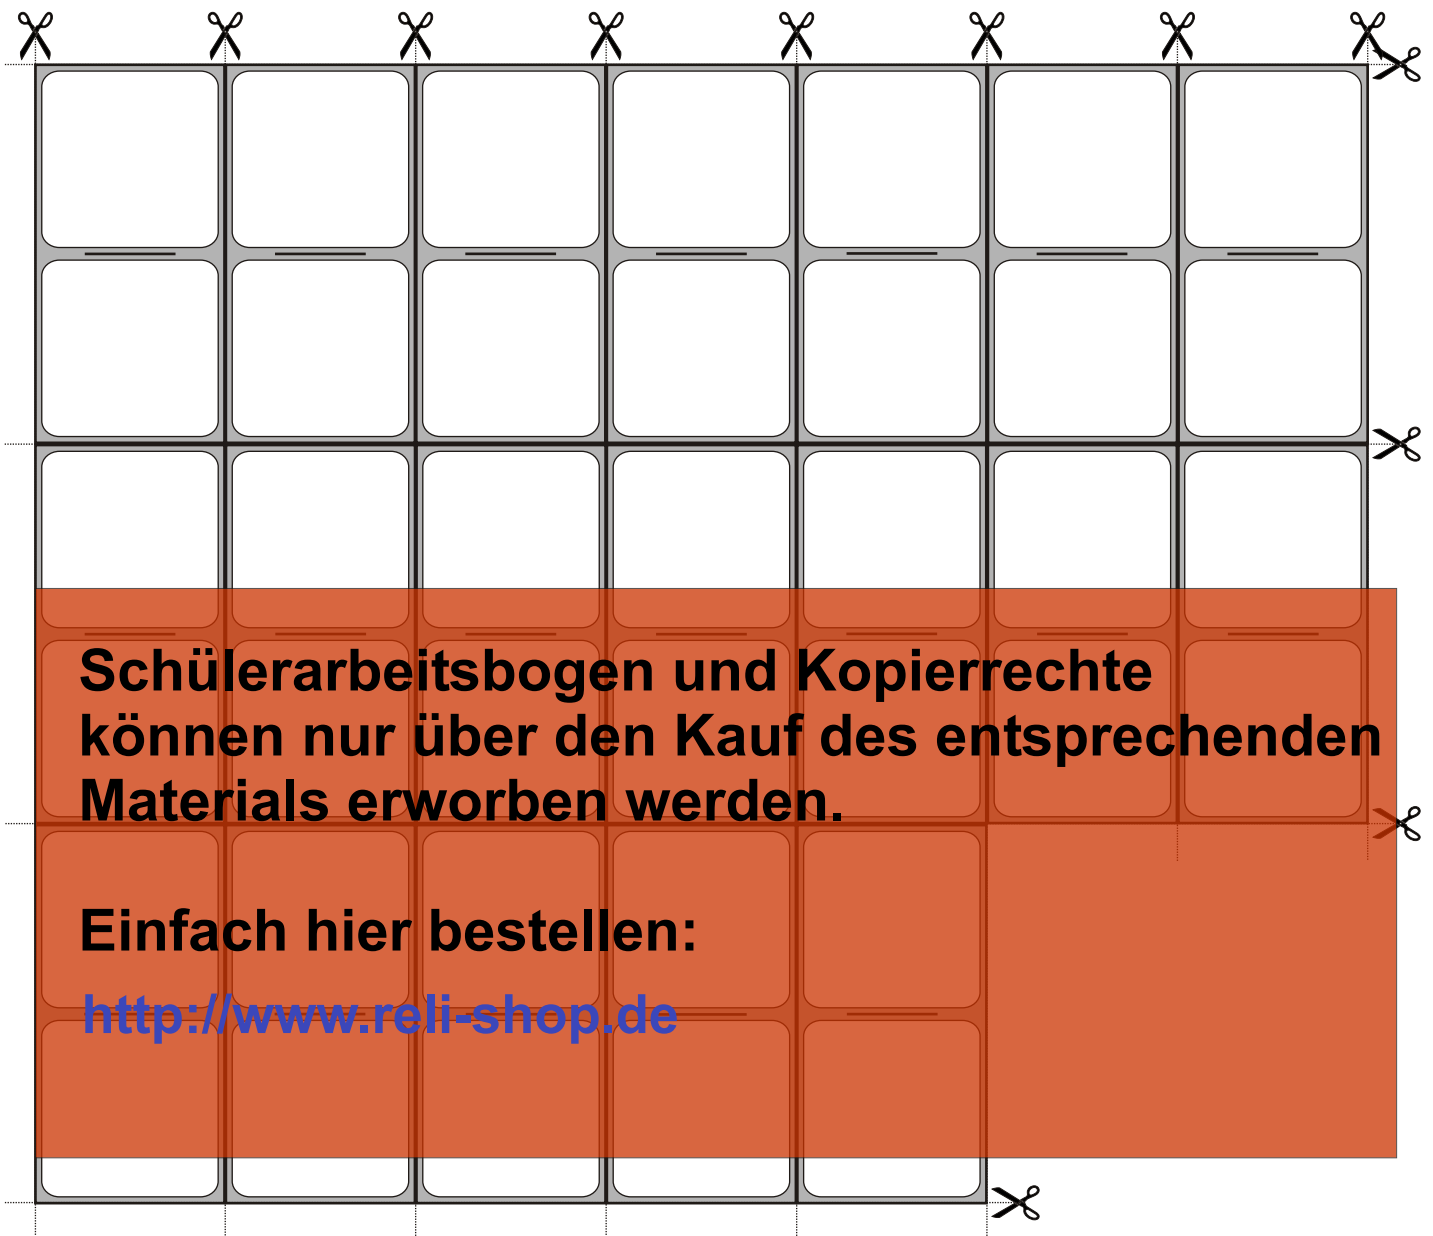 Schülerarbeitsbogen und Kopierrechte
können nur über den Kauf des entsprechenden
Materials erworben werden.
Einfach hier bestellen:
http://www.reli-shop.de